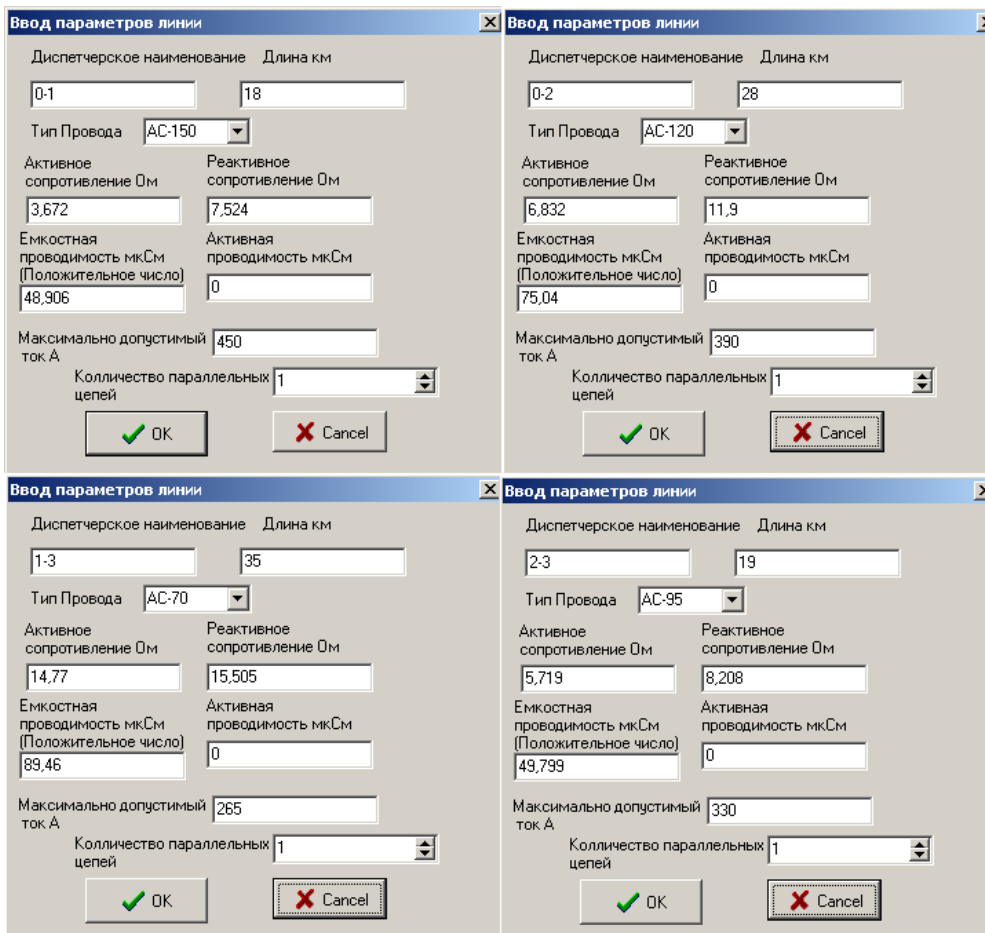 Ввод параметров линии
Диспетчерское наименование Длина км
0-1 18
Тип Провода АС-150
Активное сопротивление Ом
Реактивное сопротивление Ом
3,672 7,524
Емкостная проводимость мкСм (Положительное число)
Активная проводимость мкСм
48,906 0
Максимально допустимый ток А 450
Колличество параллельных цепей 1
OK Cancel
Ввод параметров линии
Диспетчерское наименование Длина км
0-2 28
Тип Провода АС-120
Активное сопротивление Ом
Реактивное сопротивление Ом
6,832 11,9
Емкостная проводимость мкСм (Положительное число)
Активная проводимость мкСм
75,04 0
Максимально допустимый ток А 390
Колличество параллельных цепей 1
OK Cancel
Ввод параметров линии
Диспетчерское наименование Длина км
1-3 35
Тип Провода АС-70
Активное сопротивление Ом
Реактивное сопротивление Ом
14,77 15,505
Емкостная проводимость мкСм (Положительное число)
Активная проводимость мкСм
89,46 0
Максимально допустимый ток А 265
Колличество параллельных цепей 1
OK Cancel
Ввод параметров линии
Диспетчерское наименование Длина км
2-3 19
Тип Провода АС-95
Активное сопротивление Ом
Реактивное сопротивление Ом
5,719 8,208
Емкостная проводимость мкСм (Положительное число)
Активная проводимость мкСм
49,799 0
Максимально допустимый ток А 330
Колличество параллельных цепей 1
OK Cancel